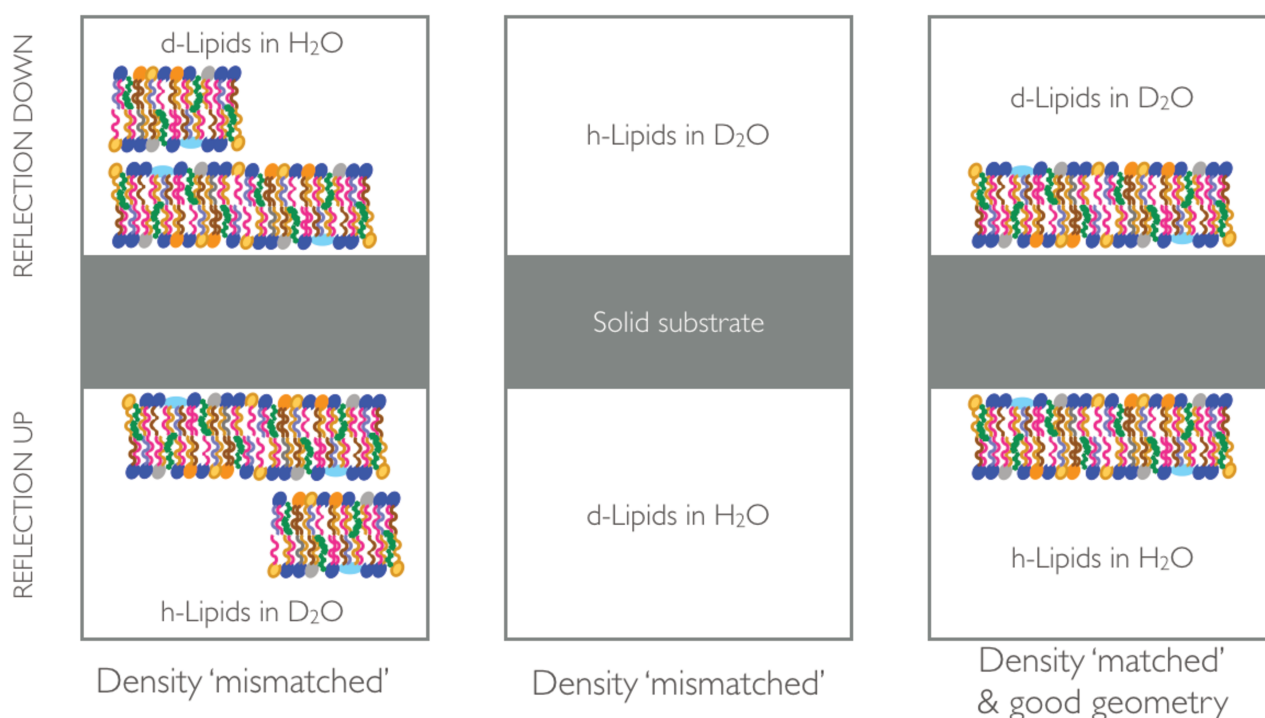 REFLECTION DOWN
REFLECTION UP
d-Lipids in H₂O
h-Lipids in D₂O
Density ‘mismatched’
h-Lipids in D₂O
Solid substrate
d-Lipids in H₂O
Density ‘mismatched’
d-Lipids in D₂O
h-Lipids in H₂O
Density ‘matched’
& good geometry